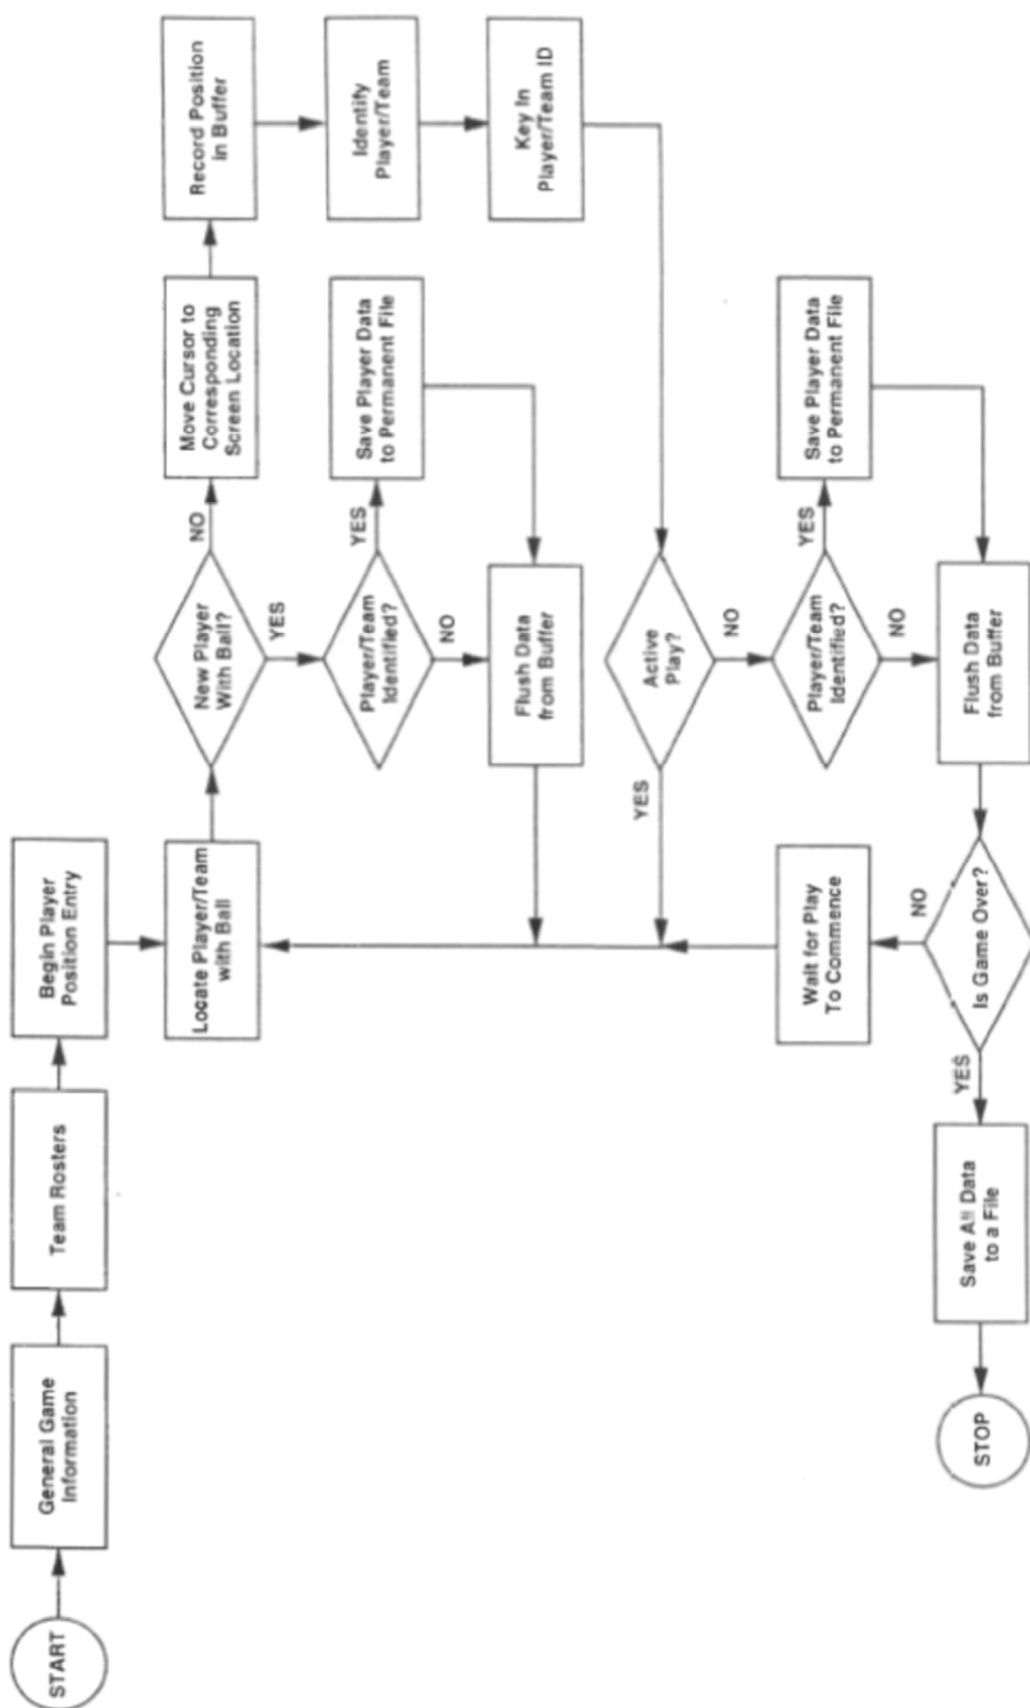 START
General Game
Information
Team Rosters
Begin Player
Position Entry
Locate Player/Team
with Ball
New Player
With Ball?
NO
YES
Move Cursor to
Corresponding
Screen Location
Record Position
in Buffer
Identify
Player/Team
Key In
Player/Team ID
Player/Team
Identified?
YES
NO
Save Player Data
to Permanent File
Flush Data
from Buffer
Active
Play?
YES
NO
Player/Team
Identified?
YES
NO
Save Player Data
to Permanent File
Flush Data
from Buffer
Is Game Over?
NO
YES
Wait for Play
To Commence
Save All Data
to a File
STOP